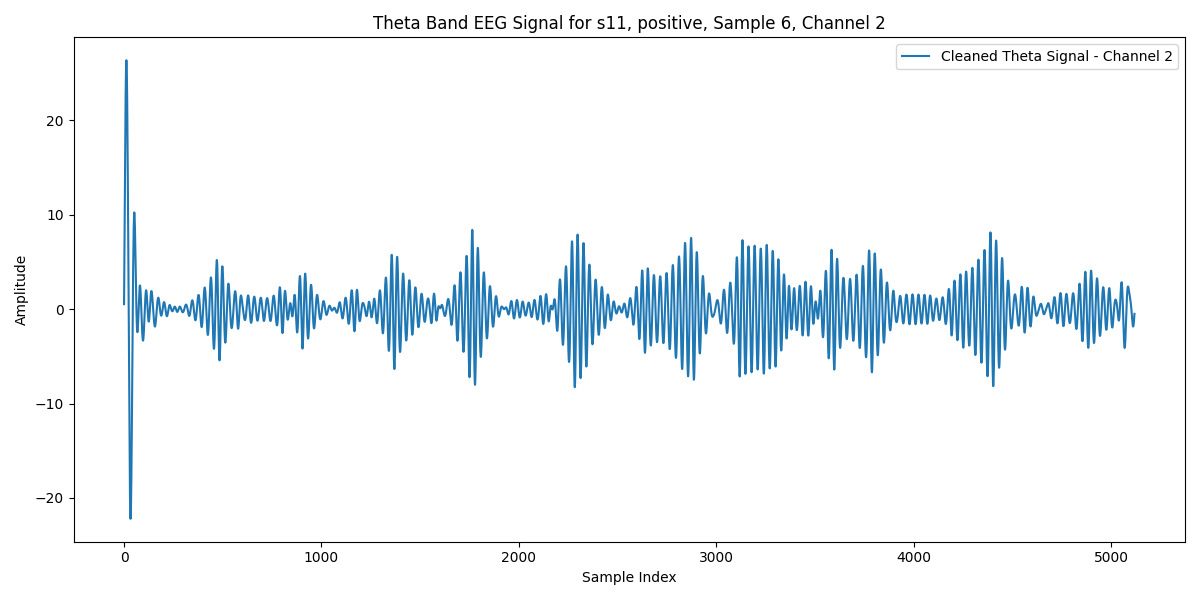 Theta Band EEG Signal for s11, positive, Sample 6, Channel 2
Cleaned Theta Signal - Channel 2
Amplitude
20
10
0
−10
−20
0
1000
2000
3000
4000
5000
Sample Index